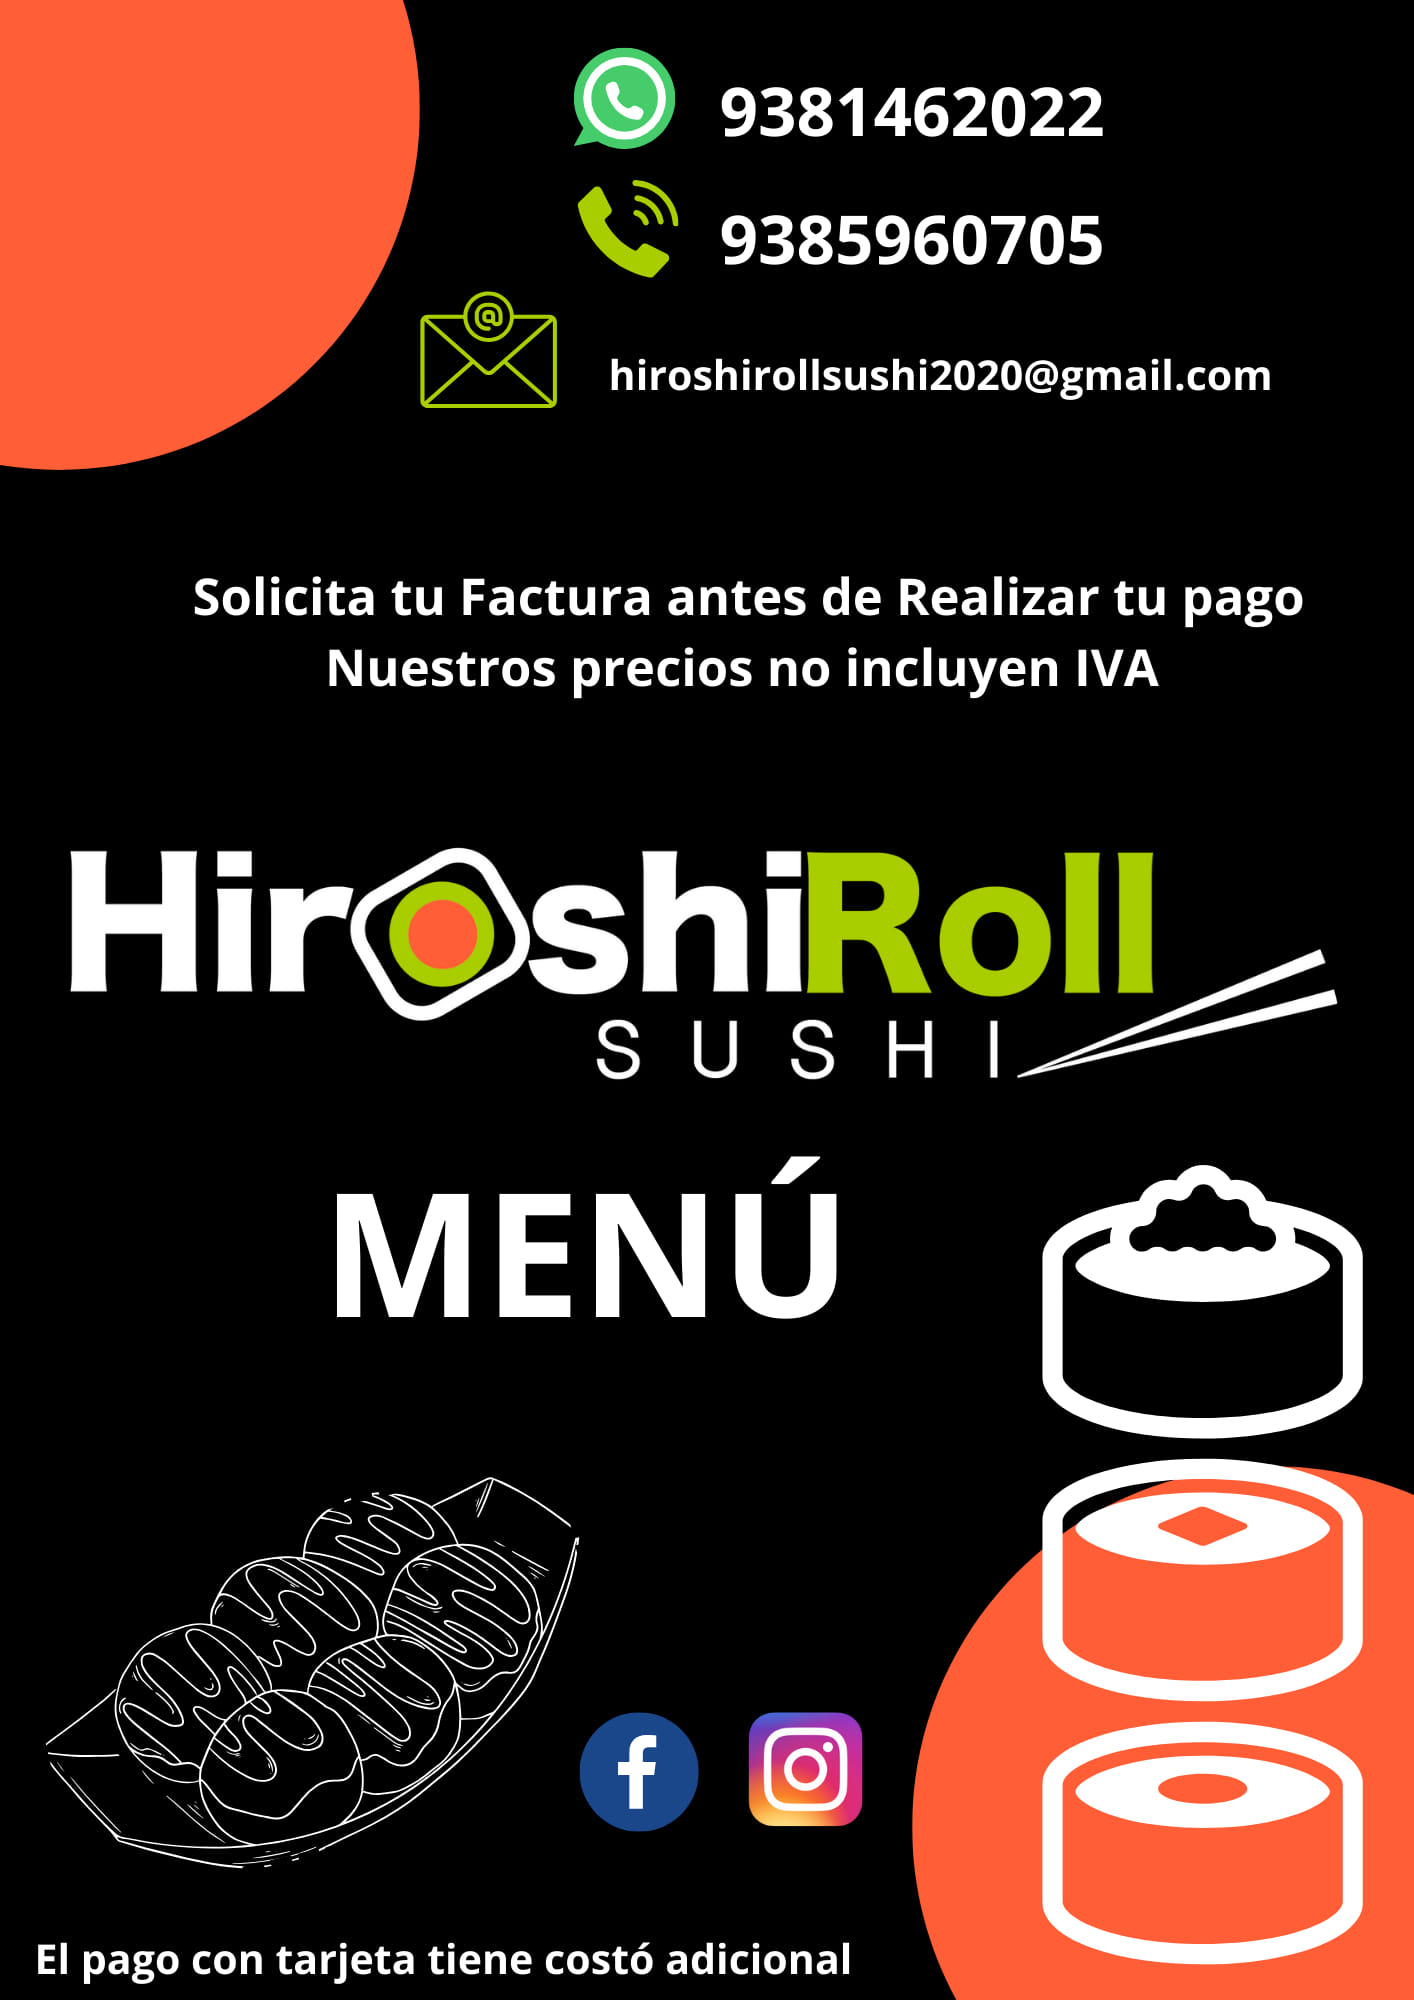 9381462022
9385960705
hiroshirollsushi2020@gmail.com
Solicita tu Factura antes de Realizar tu pago
Nuestros precios no incluyen IVA
HiroshiRoll
SUSHI
MENÚ
El pago con tarjeta tiene costó adicional